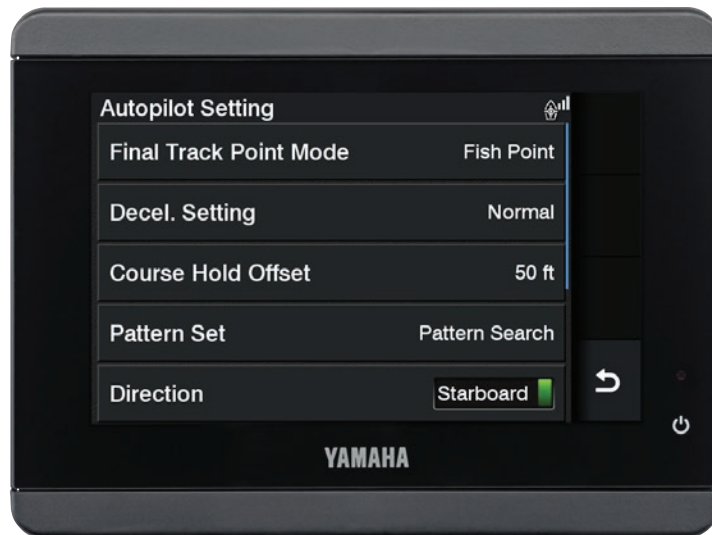 Autopilot Setting
Final Track Point Mode Fish Point
Decel. Setting Normal
Course Hold Offset 50 ft
Pattern Set Pattern Search
Direction Starboard
YAMAHA